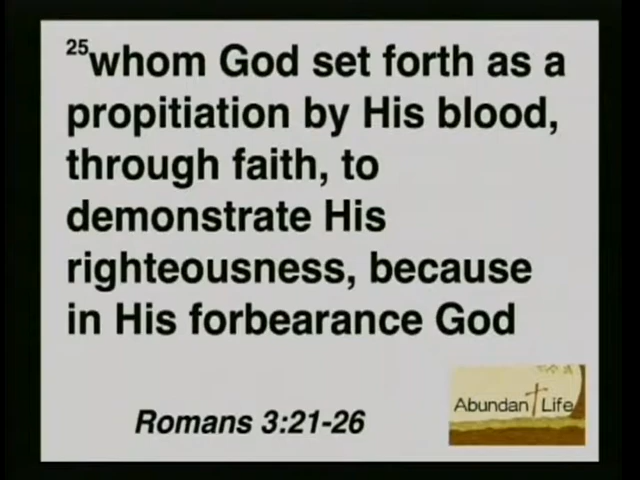 25whom God set forth as a
propitiation by His blood,
through faith, to
demonstrate His
righteousness, because
in His forbearance God
Romans 3:21-26
Abundant Life